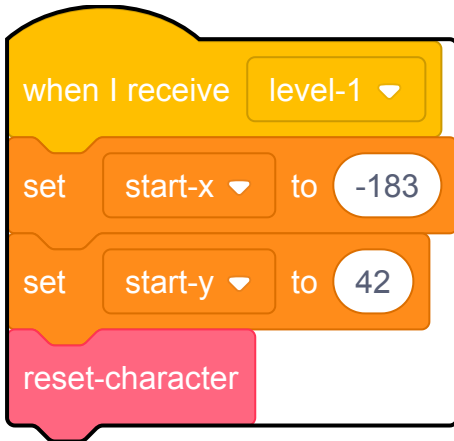 when I receive level-1
set start-x to -183
set start-y to 42
reset-character